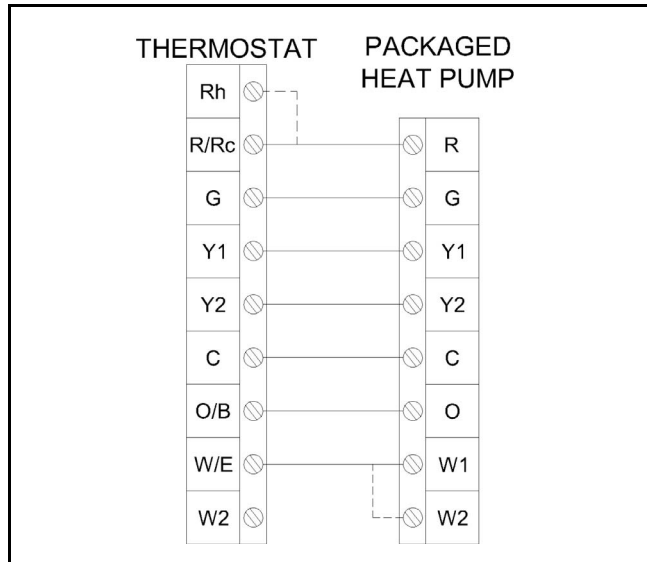 THERMOSTAT
PACKAGED
HEAT PUMP
Rh
R/Rc
R
G
G
Y1
Y1
Y2
Y2
C
C
O/B
O
W/E
W1
W2
W2